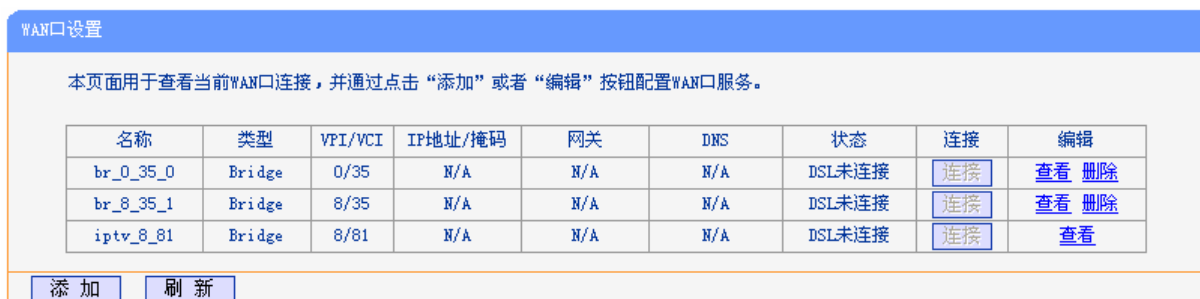 WAN口设置
本页面用于查看当前WAN口连接，并通过点击“添加”或者“编辑”按钮配置WAN口服务。
名称 类型 VPI/VCI IP地址/掩码 网关 DNS 状态 连接 编辑
br_0_35_0 Bridge 0/35 N/A N/A N/A DSL未连接 连接 查看 删除
br_8_35_1 Bridge 8/35 N/A N/A N/A DSL未连接 连接 查看 删除
iptv_8_81 Bridge 8/81 N/A N/A N/A DSL未连接 连接 查看
添加 刷新